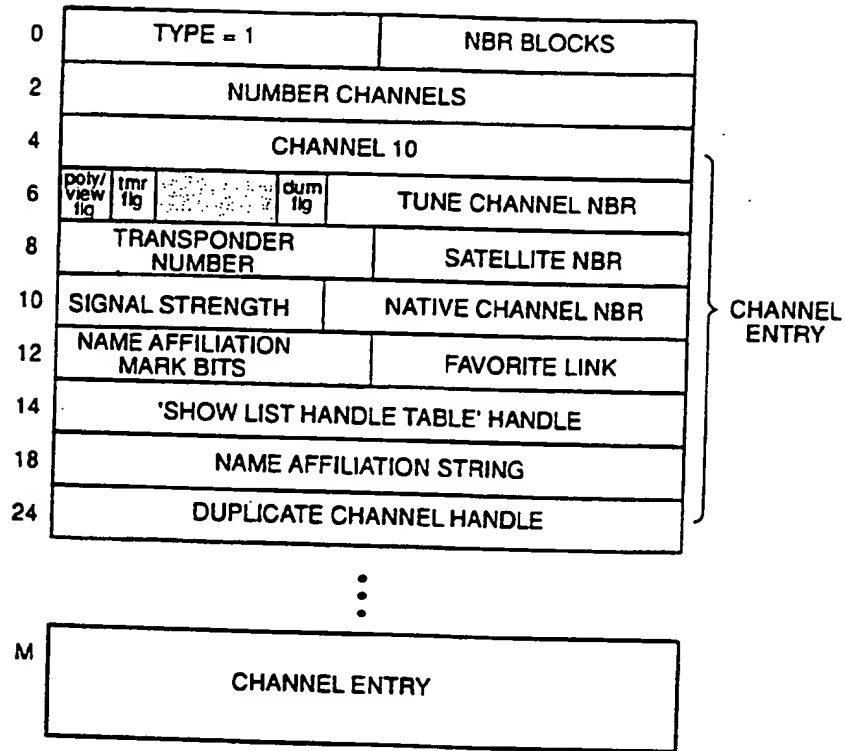 0 TYPE = 1 NBR BLOCKS
2 NUMBER CHANNELS
4 CHANNEL 10
6 poly/ view flg tmr flg dum flg TUNE CHANNEL NBR
8 TRANSPONDER NUMBER SATELLITE NBR
10 SIGNAL STRENGTH NATIVE CHANNEL NBR
12 NAME AFFILIATION MARK BITS FAVORITE LINK
14 'SHOW LIST HANDLE TABLE' HANDLE
18 NAME AFFILIATION STRING
24 DUPLICATE CHANNEL HANDLE
CHANNEL
ENTRY
M CHANNEL ENTRY